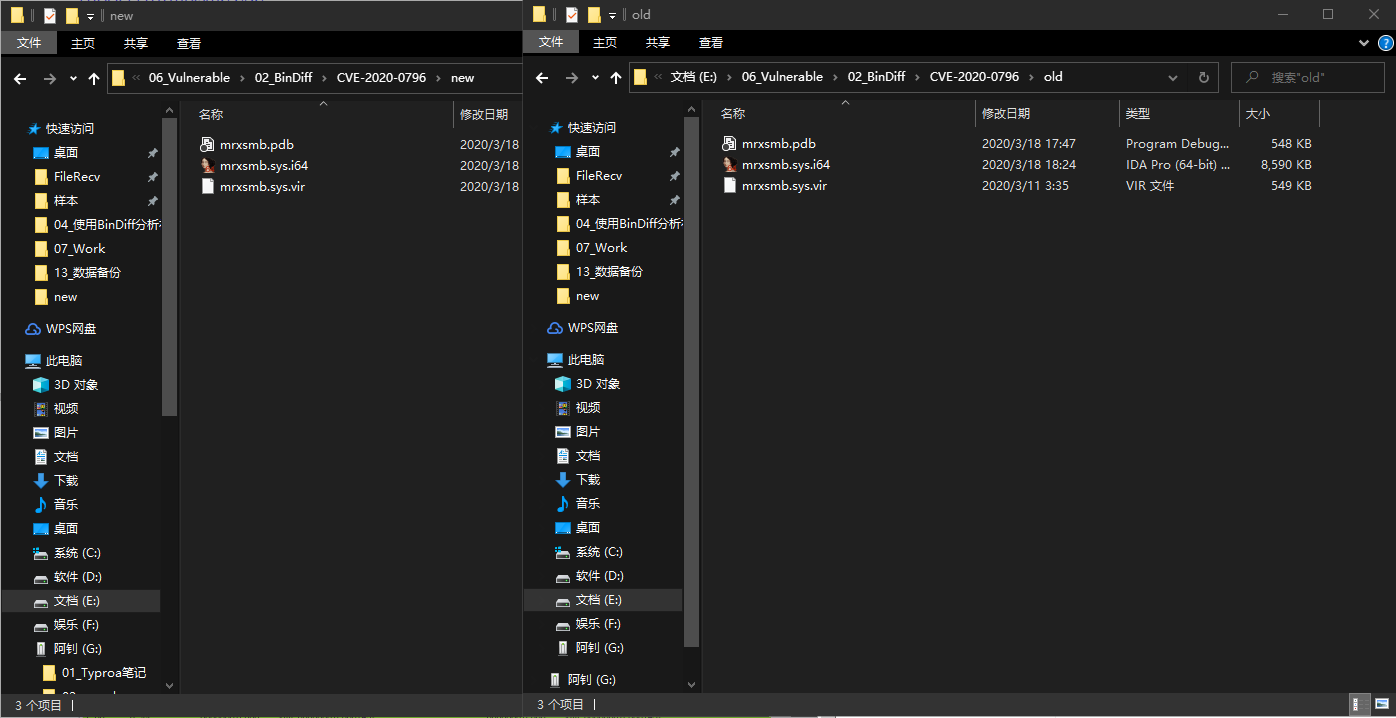 new
文件 主页 共享 查看
« 06_Vulnerable › 02_BinDiff › CVE-2020-0796 › new
名称 修改日期
mrxsmb.pdb 2020/3/18
mrxsmb.sys.i64 2020/3/18
mrxsmb.sys.vir 2020/3/18
快速访问
桌面
FileRecv
样本
04_使用BinDiff分析
07_Work
13_数据备份
new
WPS网盘
此电脑
3D 对象
视频
图片
文档
下载
音乐
桌面
系统 (C:)
软件 (D:)
文档 (E:)
娱乐 (F:)
阿钊 (G:)
01_Typroa笔记
3 个项目
old
文件 主页 共享 查看
« 文档 (E:) › 06_Vulnerable › 02_BinDiff › CVE-2020-0796 › old
搜索"old"
名称 修改日期 类型 大小
mrxsmb.pdb 2020/3/18 17:47 Program Debug... 548 KB
mrxsmb.sys.i64 2020/3/18 18:24 IDA Pro (64-bit) ... 8,590 KB
mrxsmb.sys.vir 2020/3/11 3:35 VIR 文件 549 KB
快速访问
桌面
FileRecv
样本
04_使用BinDiff分析
07_Work
13_数据备份
new
WPS网盘
此电脑
3D 对象
视频
图片
文档
下载
音乐
桌面
系统 (C:)
软件 (D:)
文档 (E:)
娱乐 (F:)
阿钊 (G:)
阿钊 (G:)
3 个项目